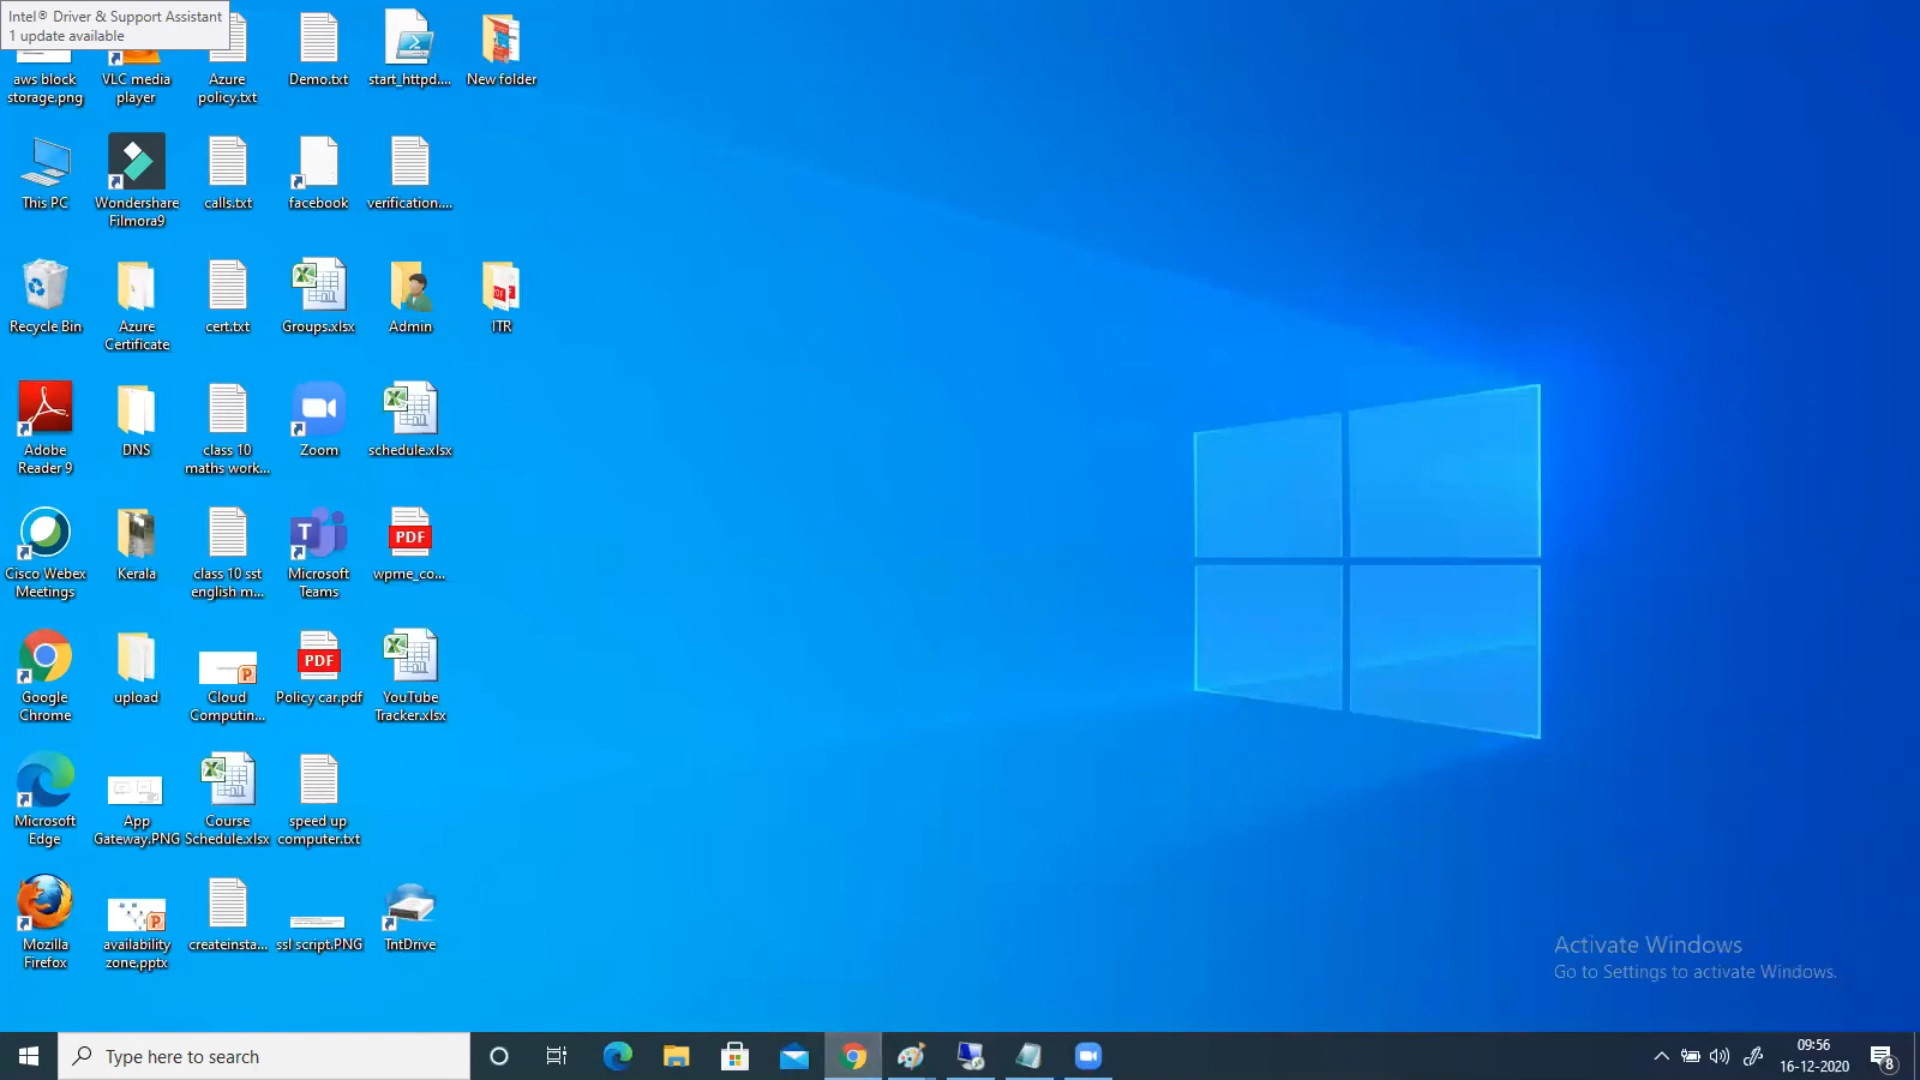 Intel® Driver & Support Assistant
1 update available
aws block
storage.png
VLC media
player
Azure
policy.txt
Demo.txt
start_httpd....
New folder
This PC
Wondershare
Filmora9
calls.txt
facebook
verification....
Recycle Bin
Azure
Certificate
cert.txt
Groups.xlsx
Admin
ITR
Adobe
Reader 9
DNS
class 10
maths work...
Zoom
schedule.xlsx
Cisco Webex
Meetings
Kerala
class 10 sst
english m...
Microsoft
Teams
PDF
wpme_co...
Google
Chrome
upload
Cloud
Computin...
PDF
Policy car.pdf
YouTube
Tracker.xlsx
Microsoft
Edge
App
Gateway.PNG
Course
Schedule.xlsx
speed up
computer.txt
Mozilla
Firefox
availability
zone.pptx
createinsta...
ssl script.PNG
TntDrive
Activate Windows
Go to Settings to activate Windows.
Type here to search
09:56
16-12-2020
8